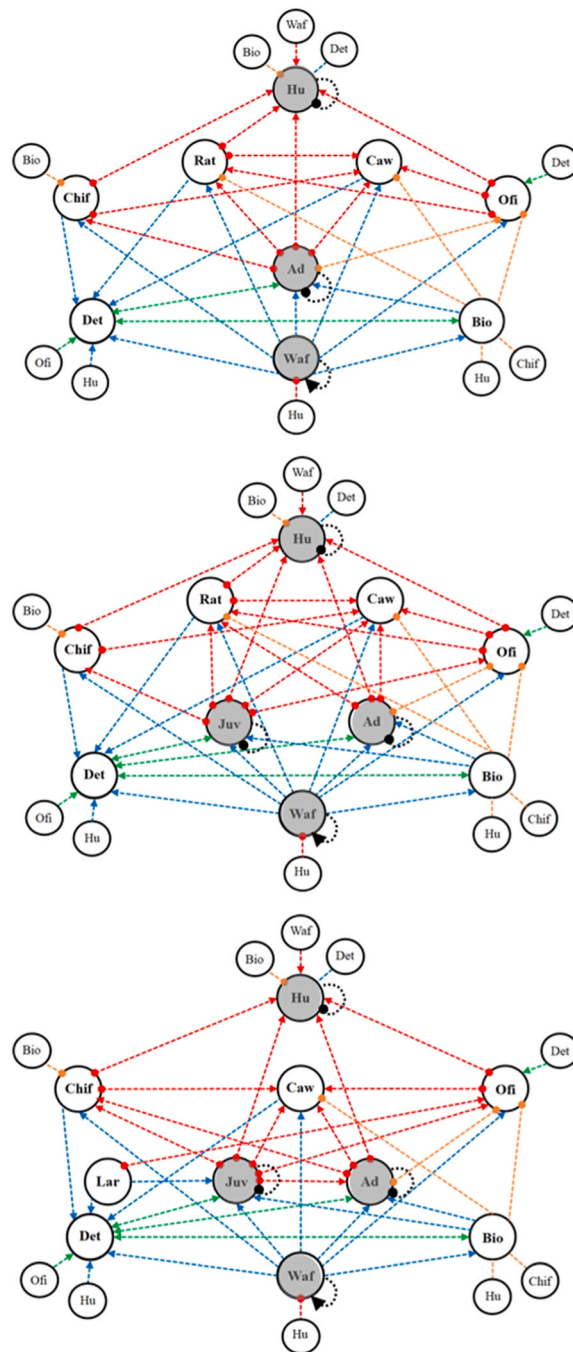 Waf
Bio Det
Hu
Bio Rat Caw Det
Chif Ofi
Ad
Det Bio
Waf
Ofi Hu Hu Chif
Hu
Waf
Bio Det
Hu
Rat Caw
Bio Det
Chif Ofi
Juv Ad
Det Bio
Waf
Ofi Hu Hu Chif
Hu
Waf
Bio Det
Hu
Bio Det
Chif Caw Ofi
Lar Juv Ad
Det Bio
Waf
Ofi Hu Hu Chif
Hu